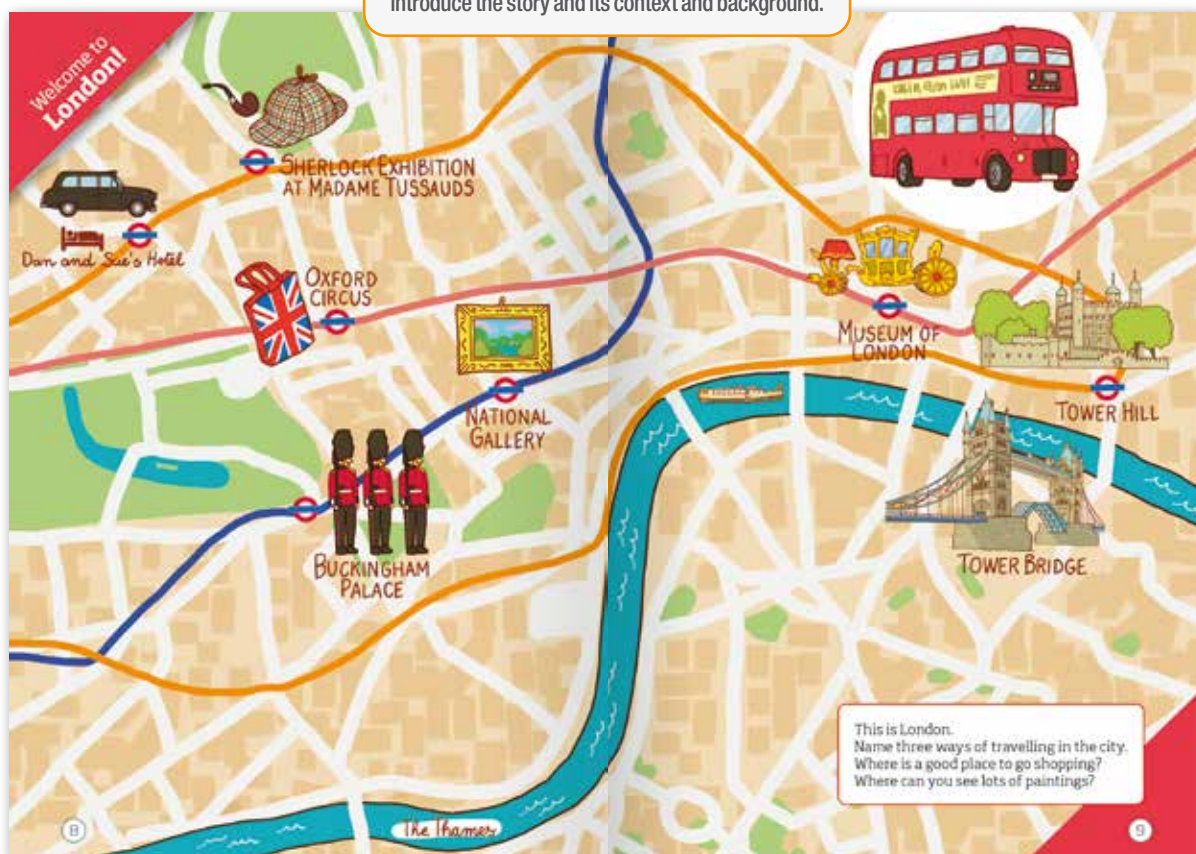 introduce the story and its context and background.
Welcome to
London!
SHERLOCK EXHIBITION
AT MADAME TUSSAUDS
Dan and Sue's Hotel
OXFORD
CIRCUS
NATIONAL
GALLERY
MUSEUM OF
LONDON
TOWER HILL
BUCKINGHAM
PALACE
TOWER BRIDGE
The Thames
This is London.
Name three ways of travelling in the city.
Where is a good place to go shopping?
Where can you see lots of paintings?
8
9